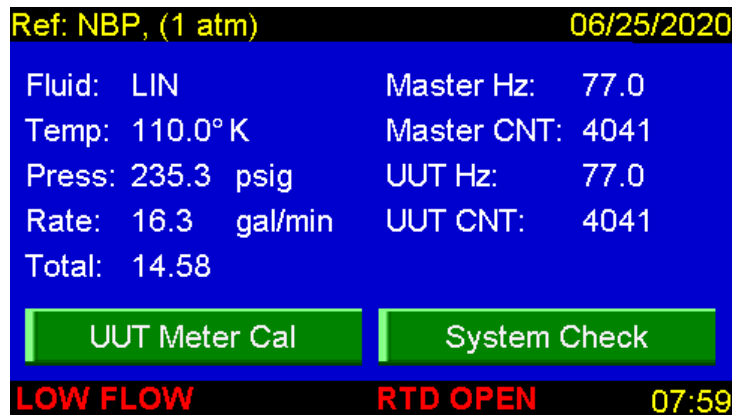 Ref: NBP, (1 atm) 06/25/2020
Fluid: LIN Master Hz: 77.0
Temp: 110.0° K Master CNT: 4041
Press: 235.3 psig UUT Hz: 77.0
Rate: 16.3 gal/min UUT CNT: 4041
Total: 14.58
UUT Meter Cal System Check
LOW FLOW RTD OPEN 07:59